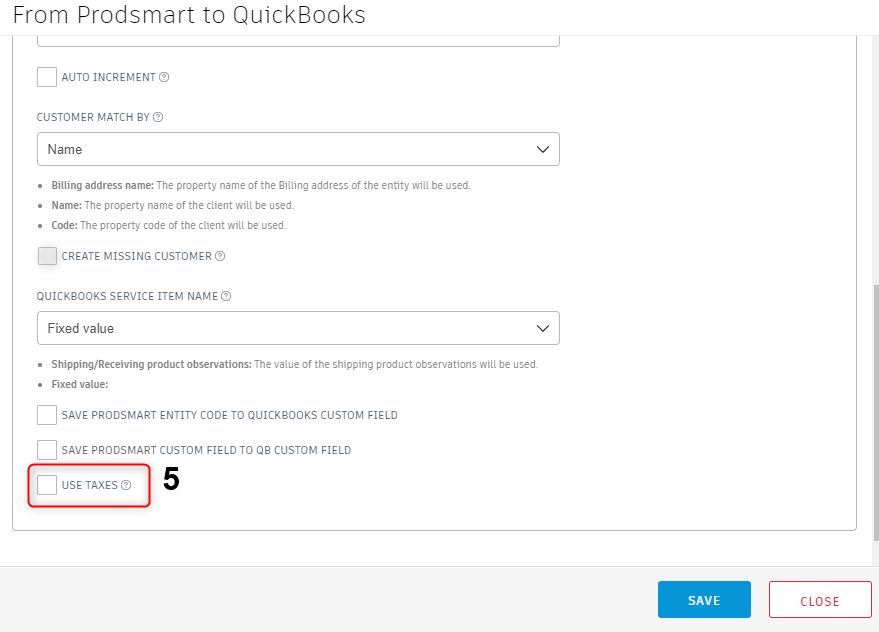 From Prodsmart to QuickBooks
AUTO INCREMENT ?
CUSTOMER MATCH BY ?
Name
• Billing address name: The property name of the Billing address of the entity will be used.
• Name: The property name of the client will be used.
• Code: The property code of the client will be used.
CREATE MISSING CUSTOMER ?
QUICKBOOKS SERVICE ITEM NAME ?
Fixed value
• Shipping/Receiving product observations: The value of the shipping product observations will be used.
• Fixed value:
SAVE PRODSMART ENTITY CODE TO QUICKBOOKS CUSTOM FIELD
SAVE PRODSMART CUSTOM FIELD TO QB CUSTOM FIELD
USE TAXES ? 5
SAVE CLOSE